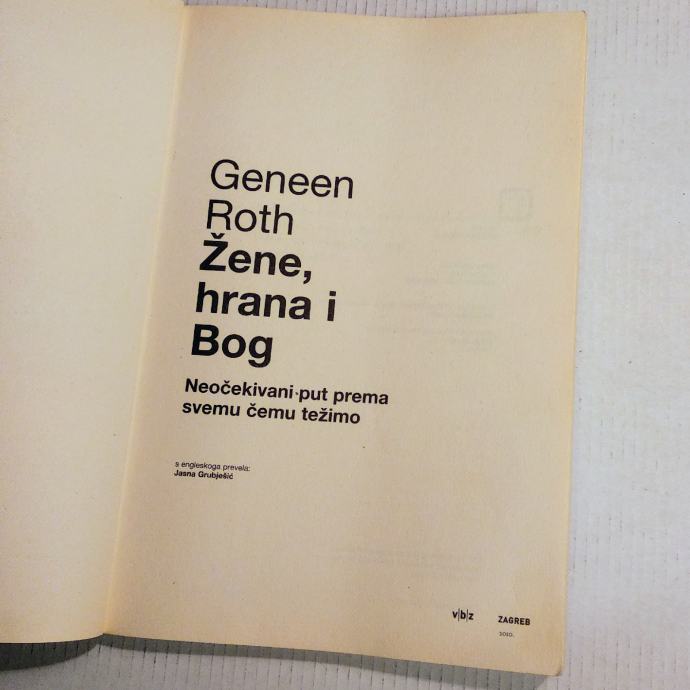 Geneen
Roth
Žene,
hrana i
Bog
Neočekivani put prema
svemu čemu težimo
s engleskoga prevela:
Jasna Grubješić
v|b|z ZAGREB
2010.